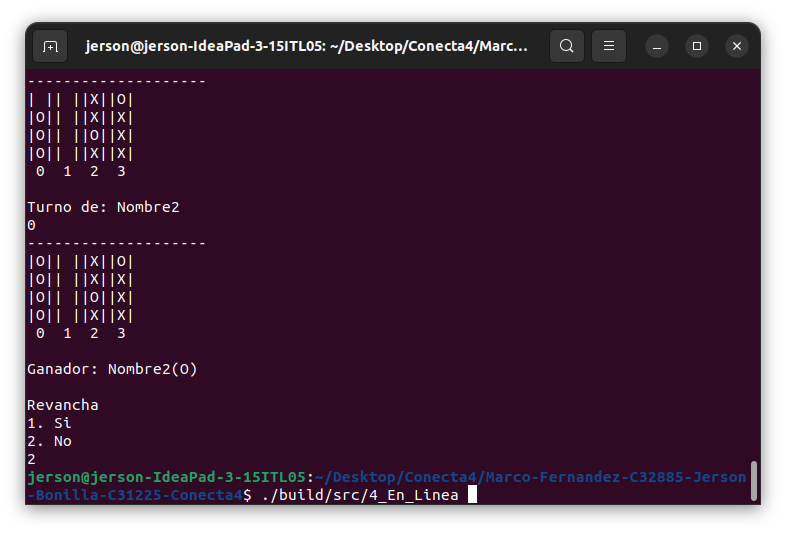 jerson@jerson-IdeaPad-3-15ITL05: ~/Desktop/Conecta4/Marc...
---------------------
| || ||X||O|
|O|| ||X||X|
|O|| ||O||X|
|O|| ||X||X|
 0  1  2  3
Turno de: Nombre2
0
---------------------
|O|| ||X||O|
|O|| ||X||X|
|O|| ||O||X|
|O|| ||X||X|
 0  1  2  3
Ganador: Nombre2(O)
Revancha
1. Si
2. No
2
jerson@jerson-IdeaPad-3-15ITL05:~/Desktop/Conecta4/Marco-Fernandez-C32885-Jerson
-Bonilla-C31225-Conecta4$ ./build/src/4_En_Linea